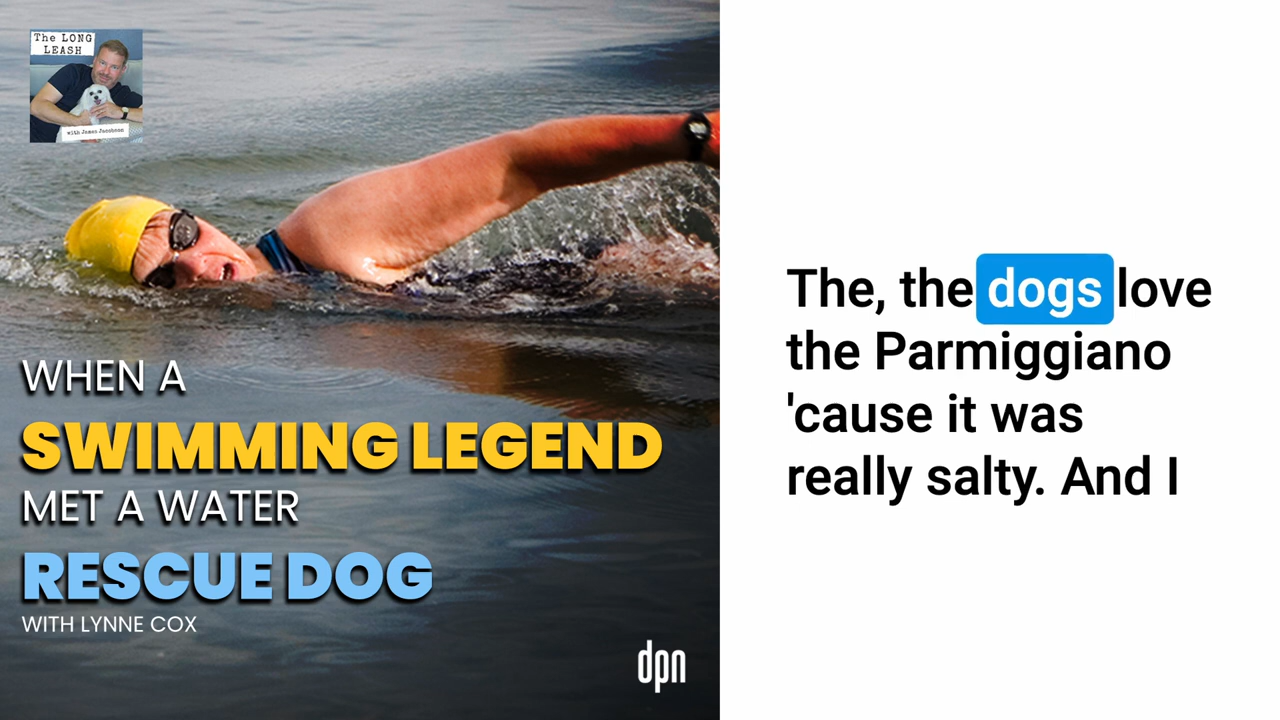 The LONG
LEASH
with James Jacobson
WHEN A
SWIMMING LEGEND
MET A WATER
RESCUE DOG
WITH LYNNE COX
dpn
The, the dogs love
the Parmiggiano
'cause it was
really salty. And I